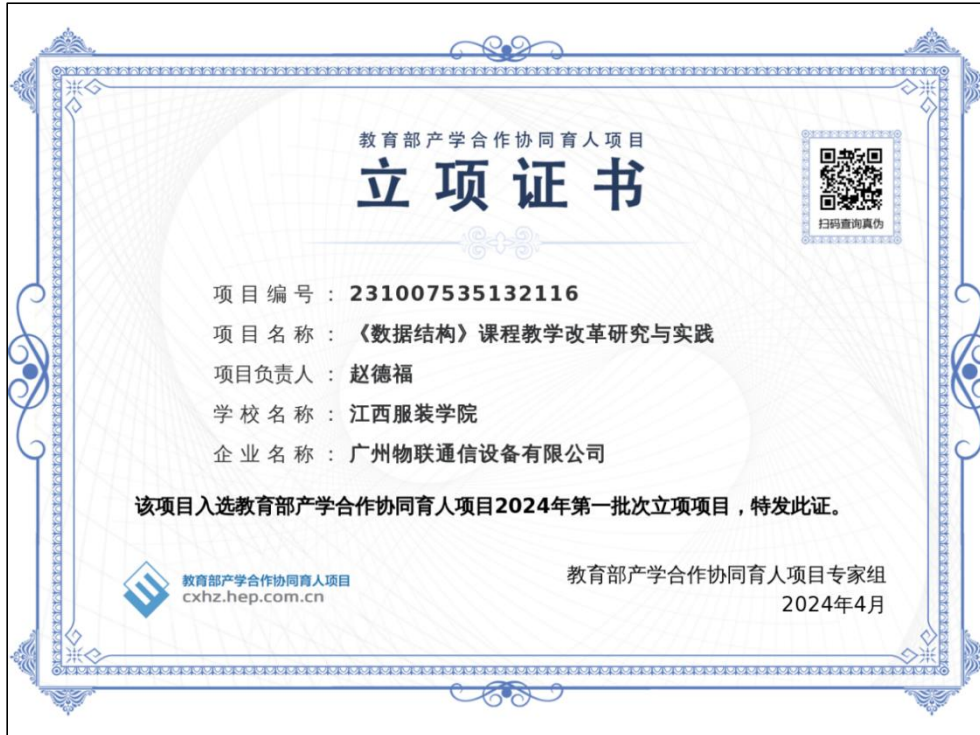 教育部产学合作协同育人项目
立项证书
扫码查询真伪
项目编号：231007535132116
项目名称：《数据结构》课程教学改革研究与实践
项目负责人：赵德福
学校名称：江西服装学院
企业名称：广州物联通信设备有限公司
该项目入选教育部产学合作协同育人项目2024年第一批次立项项目，特发此证。
教育部产学合作协同育人项目
cxhz.hep.com.cn
教育部产学合作协同育人项目专家组
2024年4月